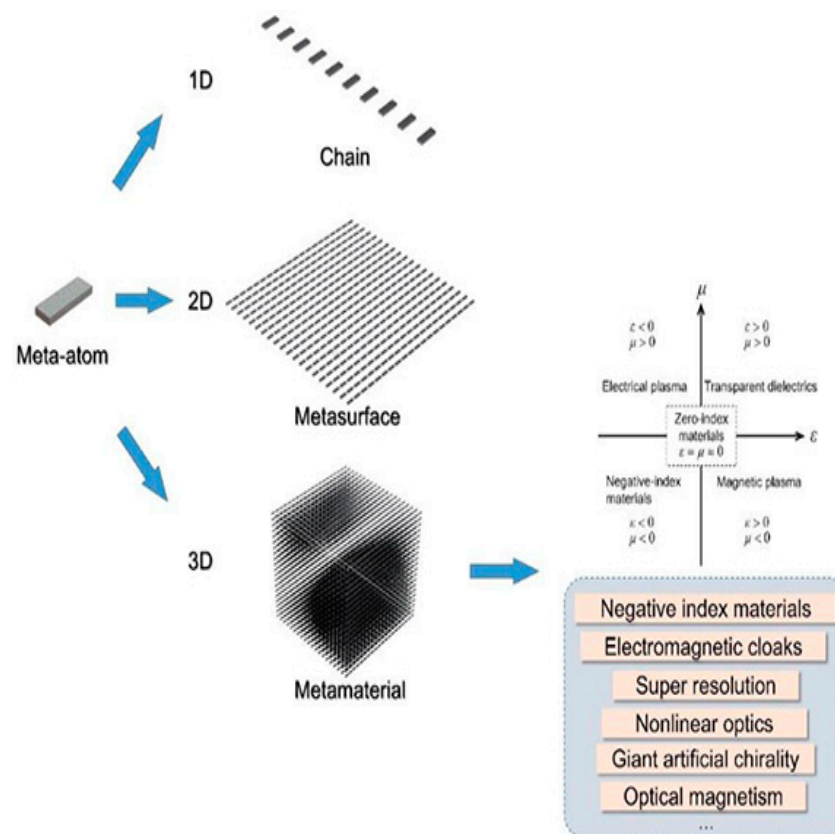 1D
Chain
Meta-atom
2D
Metasurface
3D
Metamaterial
μ
ε < 0
μ > 0
ε > 0
μ > 0
Electrical plasma
Transparent dielectrics
Zero-index
materials
ε = μ ≈ 0
ε
Negative-index
materials
Magnetic plasma
ε < 0
μ < 0
ε > 0
μ < 0
Negative index materials
Electromagnetic cloaks
Super resolution
Nonlinear optics
Giant artificial chirality
Optical magnetism
...